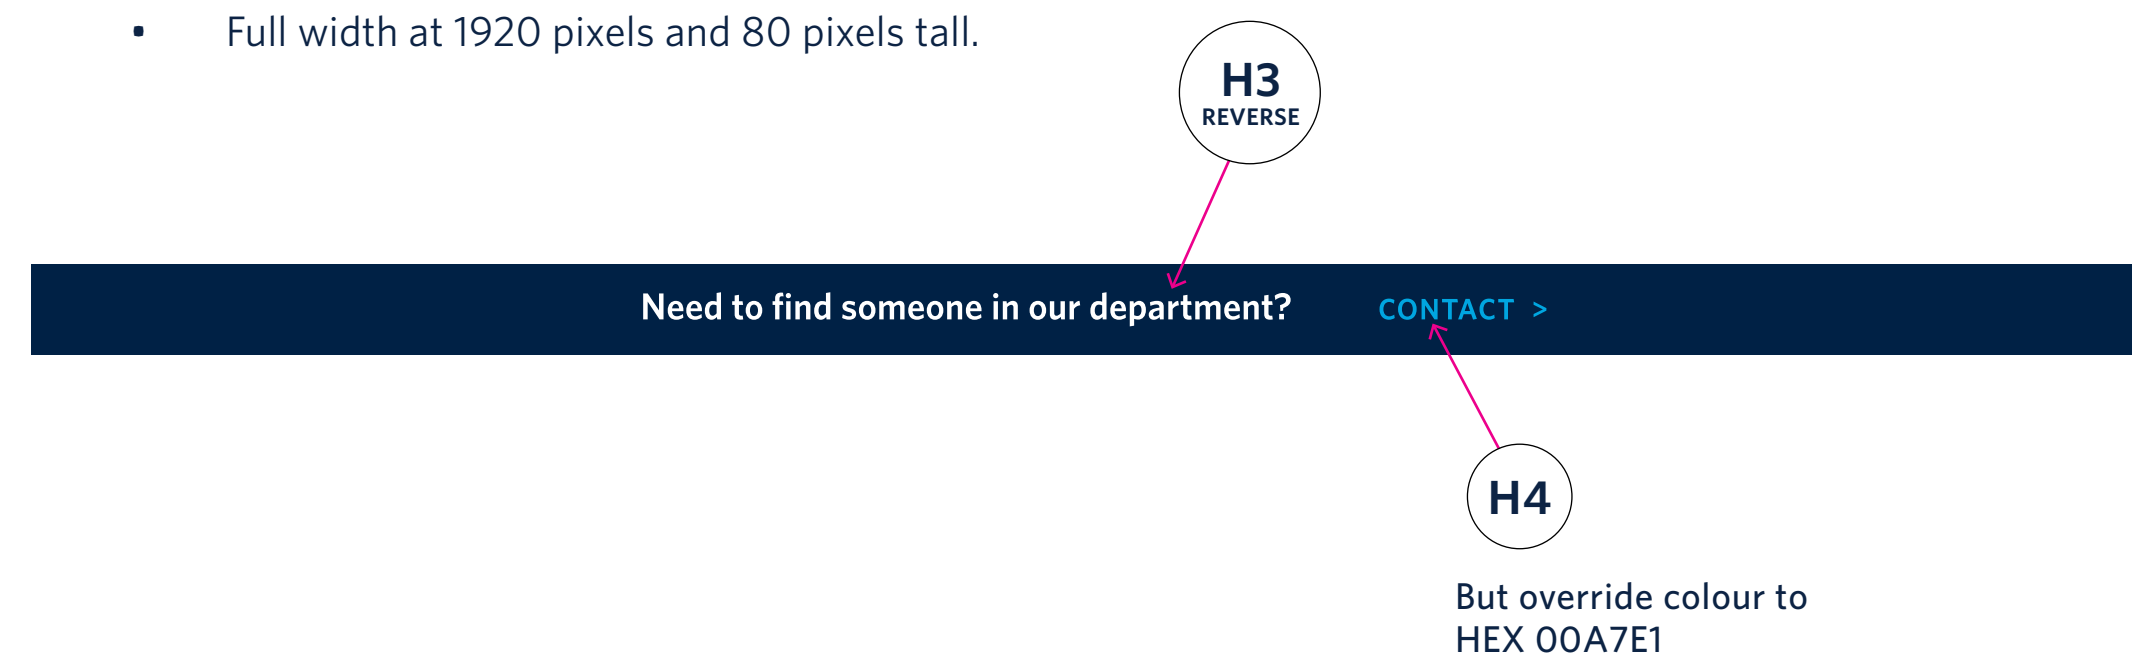 • Full width at 1920 pixels and 80 pixels tall.
H3
REVERSE
Need to find someone in our department? CONTACT >
H4
But override colour to
HEX 00A7E1